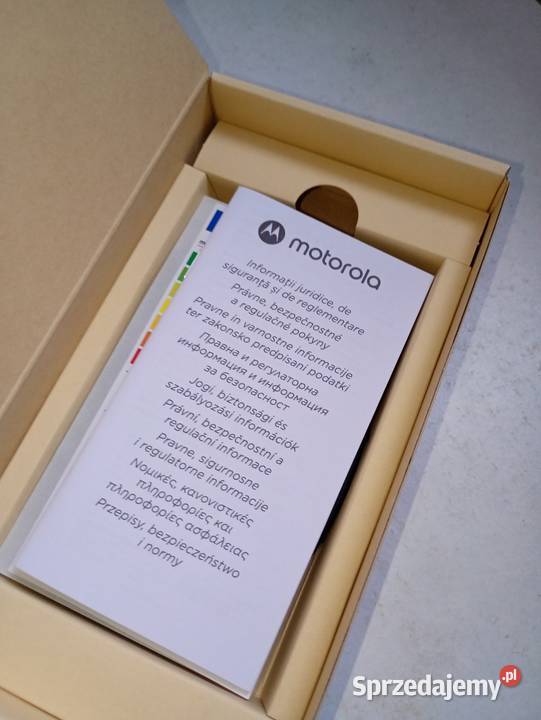 motorola
Informații juridice, de
siguranță și de reglementare
Právne, bezpečnostné
a regulačné pokyny
Pravne in varnostne informacije
ter zakonsko predpisani podatki
Правна и регулаторна
информация и информация
за безопасност
Jogi, biztonsági és
szabályozási információk
Právní, bezpečnostní a
regulační informace
Pravne, sigurnosne
i regulatorne informacije
Νομικές, κανονιστικές
πληροφορίες και
πληροφορίες ασφάλειας
Przepisy, bezpieczeństwo
i normy
Sprzedajemy.pl